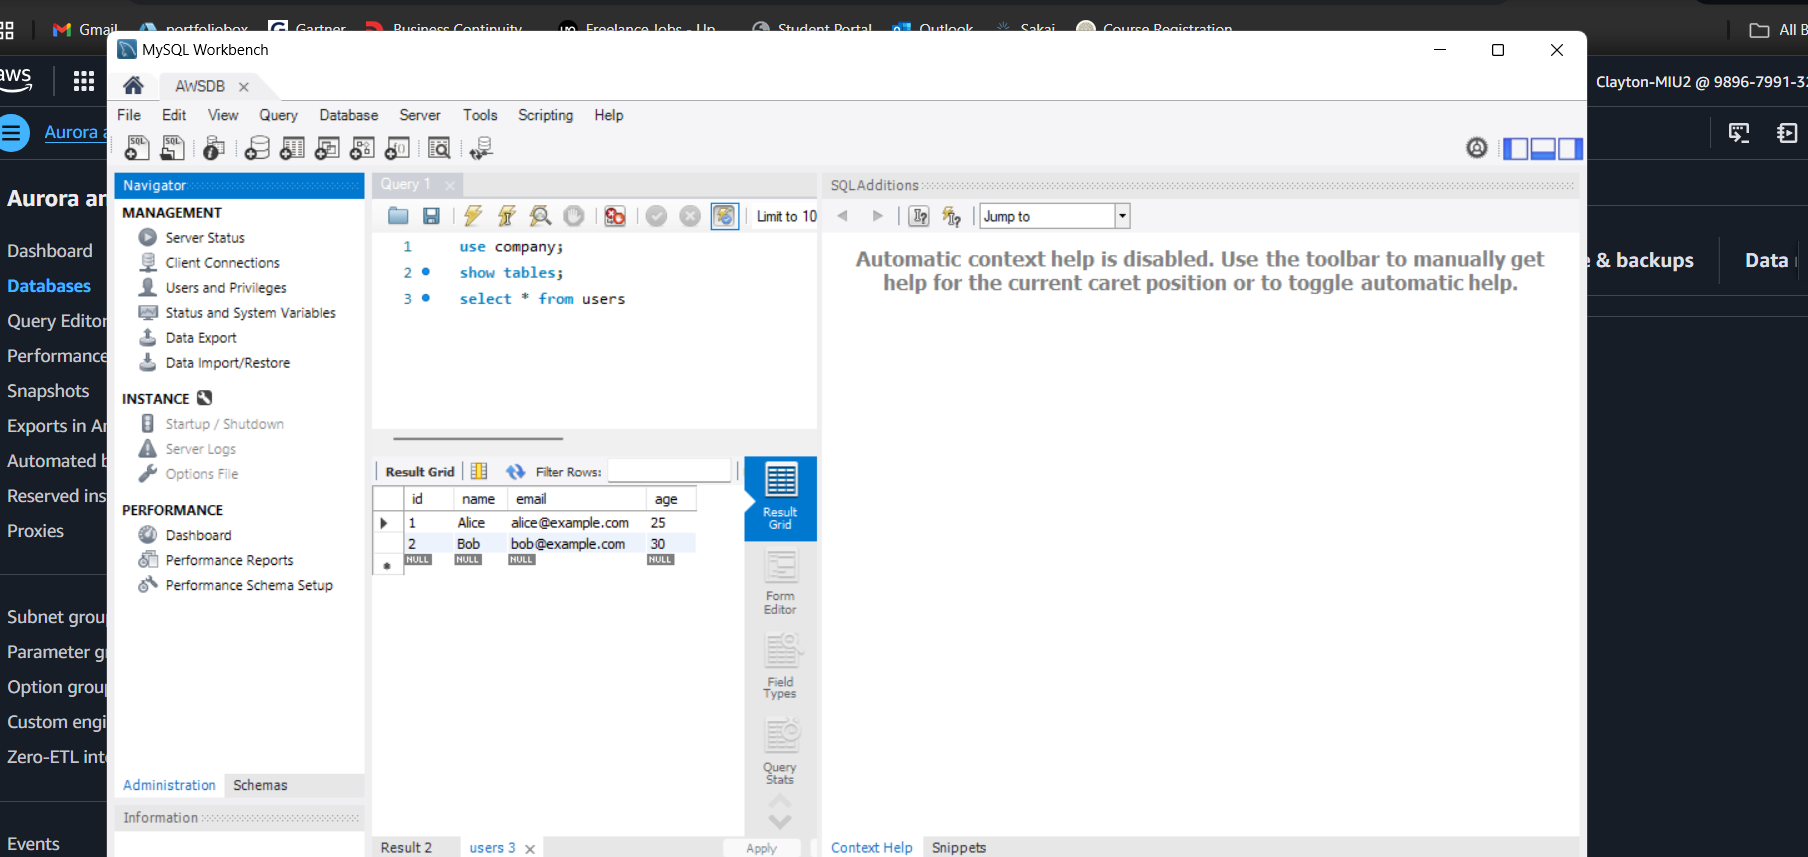 Gmail
portfoliobox
Gartner
Business Continuity
Freelance Jobs - Up
Student Portal
Outlook
Sakai
Course Registration
All B
MySQL Workbench
aws
AWSDB
Clayton-MIU2 @ 9896-7991-32
File Edit View Query Database Server Tools Scripting Help
Aurora a
SQL SQL
Navigator
Query 1
SQLAdditions
Aurora an
MANAGEMENT
Server Status
Client Connections
Users and Privileges
Status and System Variables
Data Export
Data Import/Restore
INSTANCE
Startup / Shutdown
Server Logs
Options File
PERFORMANCE
Dashboard
Performance Reports
Performance Schema Setup
Administration Schemas
Information
Dashboard
Databases
Query Editor
Performance
Snapshots
Exports in Am
Automated b
Reserved ins
Proxies
Subnet grou
Parameter gr
Option group
Custom engi
Zero-ETL inte
Events
Limit to 10
1 use company;
2 show tables;
3 select * from users
Result Grid Filter Rows:
id name email age
1 Alice alice@example.com 25
2 Bob bob@example.com 30
NULL NULL NULL NULL
Result
Grid
Form
Editor
Field
Types
Query
Stats
Result 2 users 3 Apply
Jump to
Automatic context help is disabled. Use the toolbar to manually get
help for the current caret position or to toggle automatic help.
Context Help Snippets
e & backups
Data